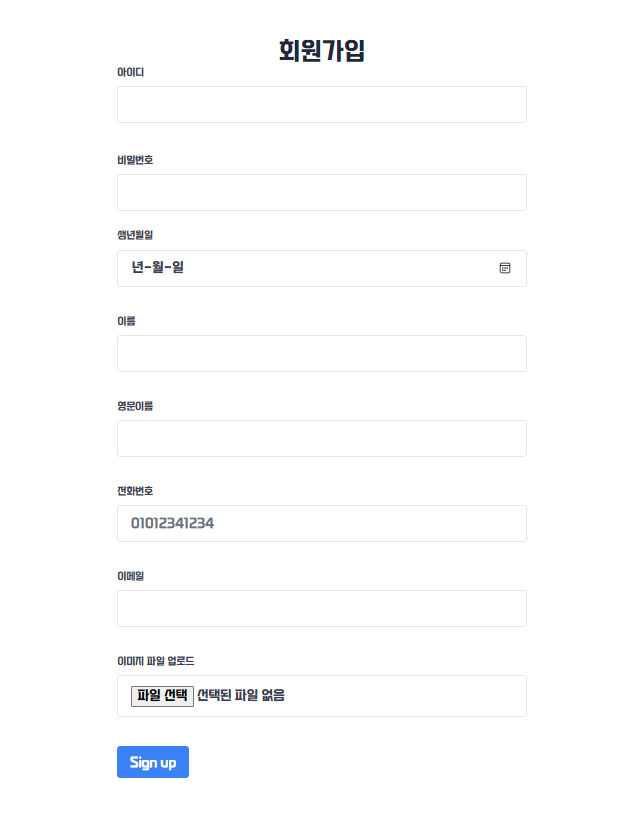 회원가입
아이디
비밀번호
생년월일
년-월-일
이름
영문이름
전화번호
01012341234
이메일
이미지 파일 업로드
파일 선택 선택된 파일 없음
Sign up